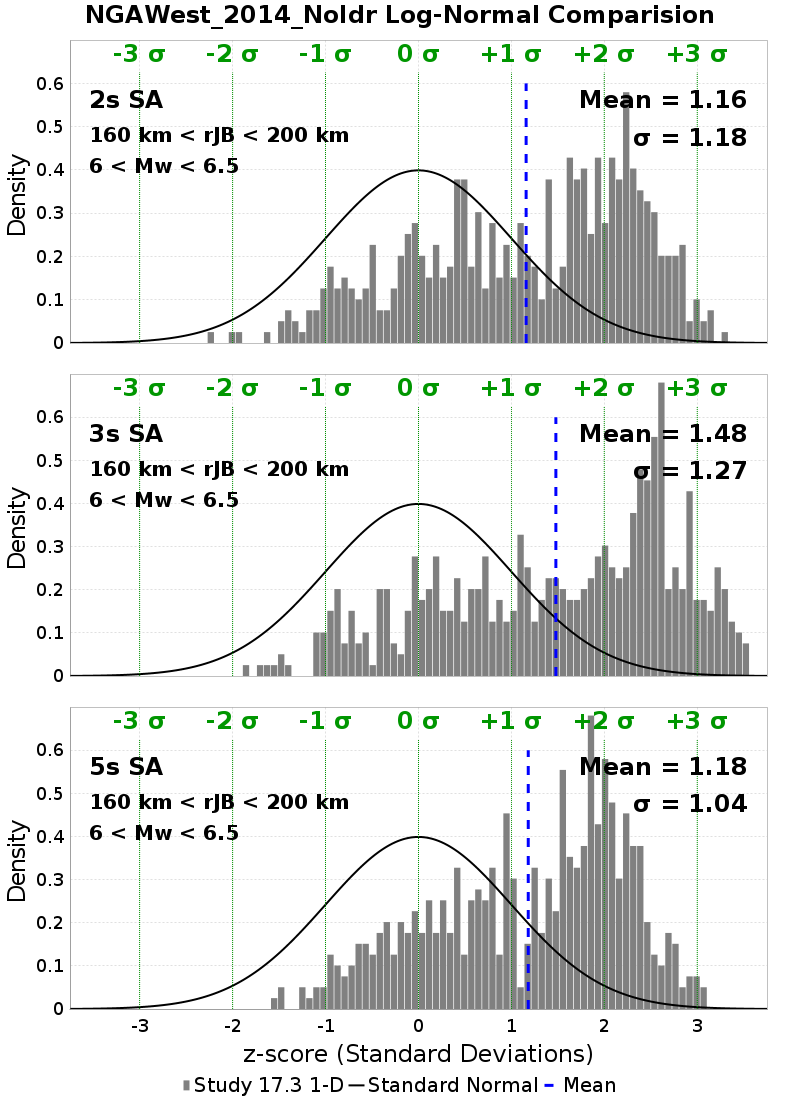 NGAWest_2014_NoIdr Log-Normal Comparision
-3 σ -2 σ -1 σ 0 σ +1 σ +2 σ +3 σ
2s SA
Mean = 1.16
160 km < rJB < 200 km
σ = 1.18
6 < Mw < 6.5
Density
0.6
0.5
0.4
0.3
0.2
0.1
0
-3 σ -2 σ -1 σ 0 σ +1 σ +2 σ +3 σ
3s SA
Mean = 1.48
160 km < rJB < 200 km
σ = 1.27
6 < Mw < 6.5
Density
0.6
0.5
0.4
0.3
0.2
0.1
0
-3 σ -2 σ -1 σ 0 σ +1 σ +2 σ +3 σ
5s SA
Mean = 1.18
160 km < rJB < 200 km
σ = 1.04
6 < Mw < 6.5
Density
0.6
0.5
0.4
0.3
0.2
0.1
0
-3 -2 -1 0 1 2 3
z-score (Standard Deviations)
Study 17.3 1-D Standard Normal Mean